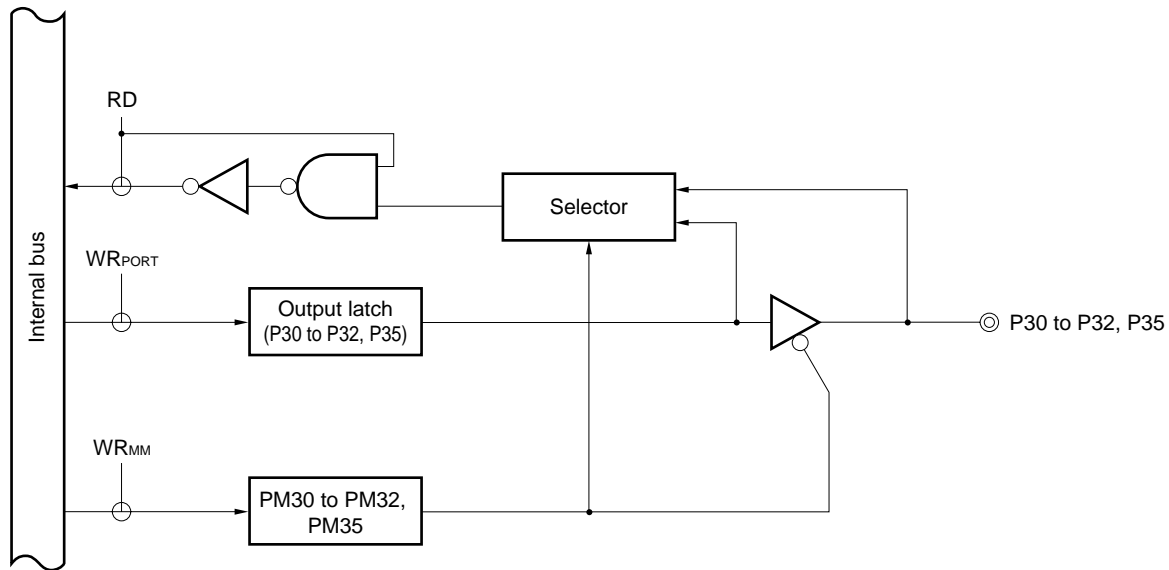 RD
Internal bus
Selector
WRPORT
Output latch
(P30 to P32, P35)
P30 to P32, P35
WRMM
PM30 to PM32,
PM35